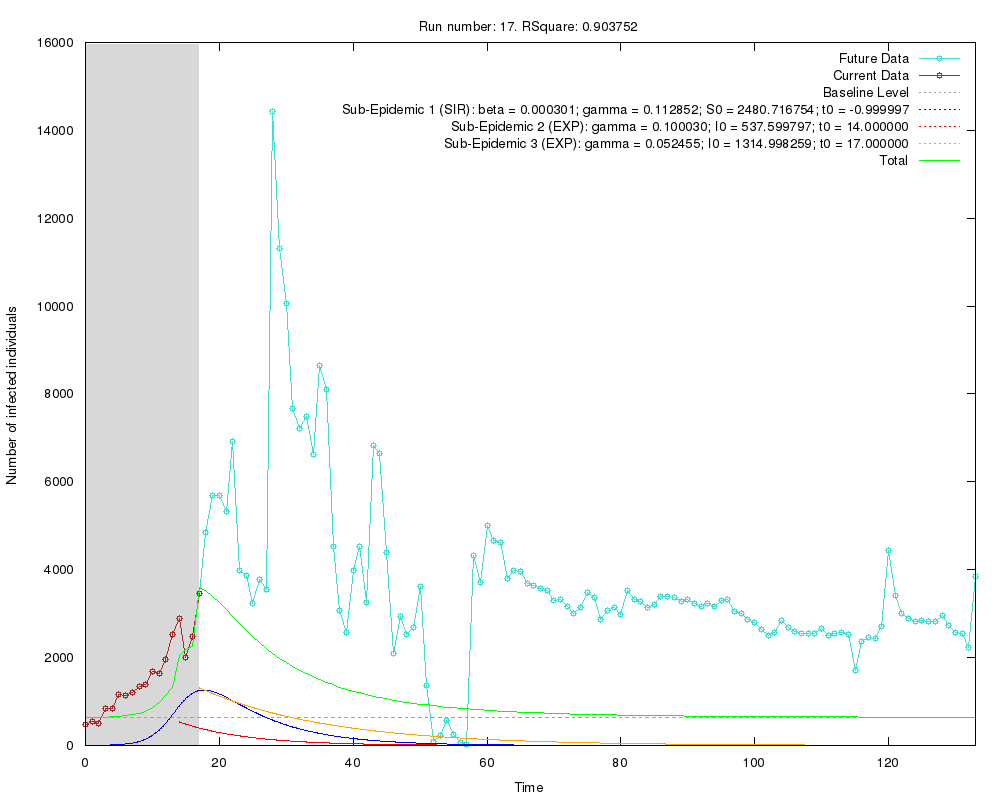 Run number: 17. RSquare: 0.903752
16000
14000
12000
10000
8000
6000
4000
2000
0
Number of infected individuals
Future Data
Current Data
Baseline Level
Sub-Epidemic 1 (SIR): beta = 0.000301; gamma = 0.112852; S0 = 2480.716754; t0 = -0.999997
Sub-Epidemic 2 (EXP): gamma = 0.100030; I0 = 537.599797; t0 = 14.000000
Sub-Epidemic 3 (EXP): gamma = 0.052455; I0 = 1314.998259; t0 = 17.000000
Total
0 20 40 60 80 100 120
Time